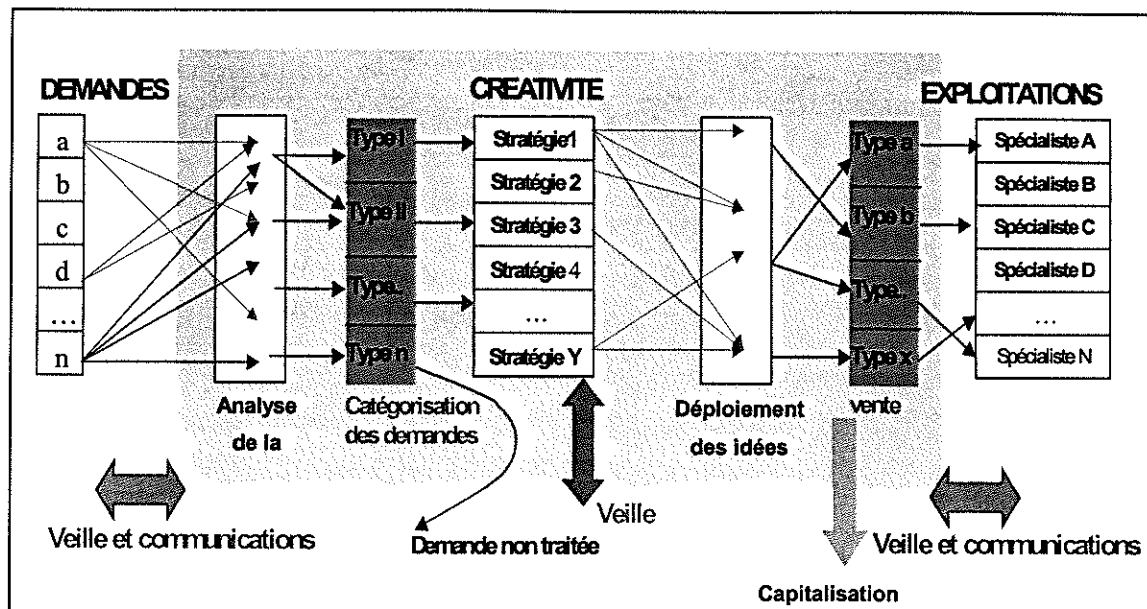 DEMANDES
a
b
c
d
...
n
Analyse
de la
Type I
Type II
Type..
Type n
Catégorisation
des demandes
CREATIVITE
Stratégie1
Stratégie 2
Stratégie 3
Stratégie 4
...
Stratégie Y
Déploiement
des idées
Type a
Type b
Type..
Type x
vente
EXPLOITATIONS
Spécialiste A
Spécialiste B
Spécialiste C
Spécialiste D
...
Spécialiste N
Veille et communications
Demande non traitée
Veille
Veille et communications
Capitalisation